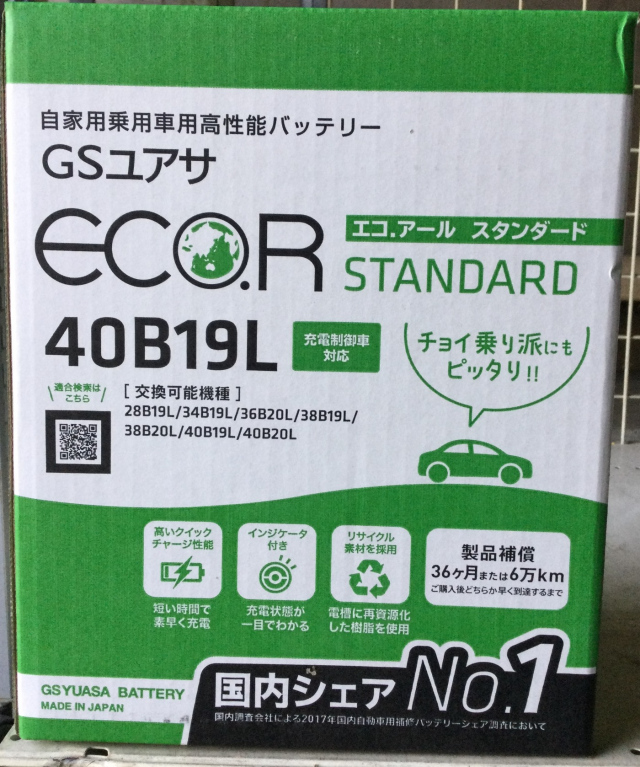 自家用乗用車用高性能バッテリー
GSユアサ
ECO.R
エコ.アール スタンダード
STANDARD
40B19L
充電制御車
対応
チョイ乗り派にも
ピッタリ!!
適合検索は
こちら
[ 交換可能機種 ]
28B19L/34B19L/36B20L/38B19L/
38B20L/40B19L/40B20L
高いクイック
チャージ性能
短い時間で
素早く充電
インジケータ
付き
充電状態が
一目でわかる
リサイクル
素材を採用
電槽に再資源化
した樹脂を使用
製品補償
36ヶ月または6万km
ご購入後どちらか早く到達するまで
GSYUASA BATTERY
MADE IN JAPAN
国内シェア No.1
国内調査会社による2017年国内自動車用補修バッテリーシェア調査において